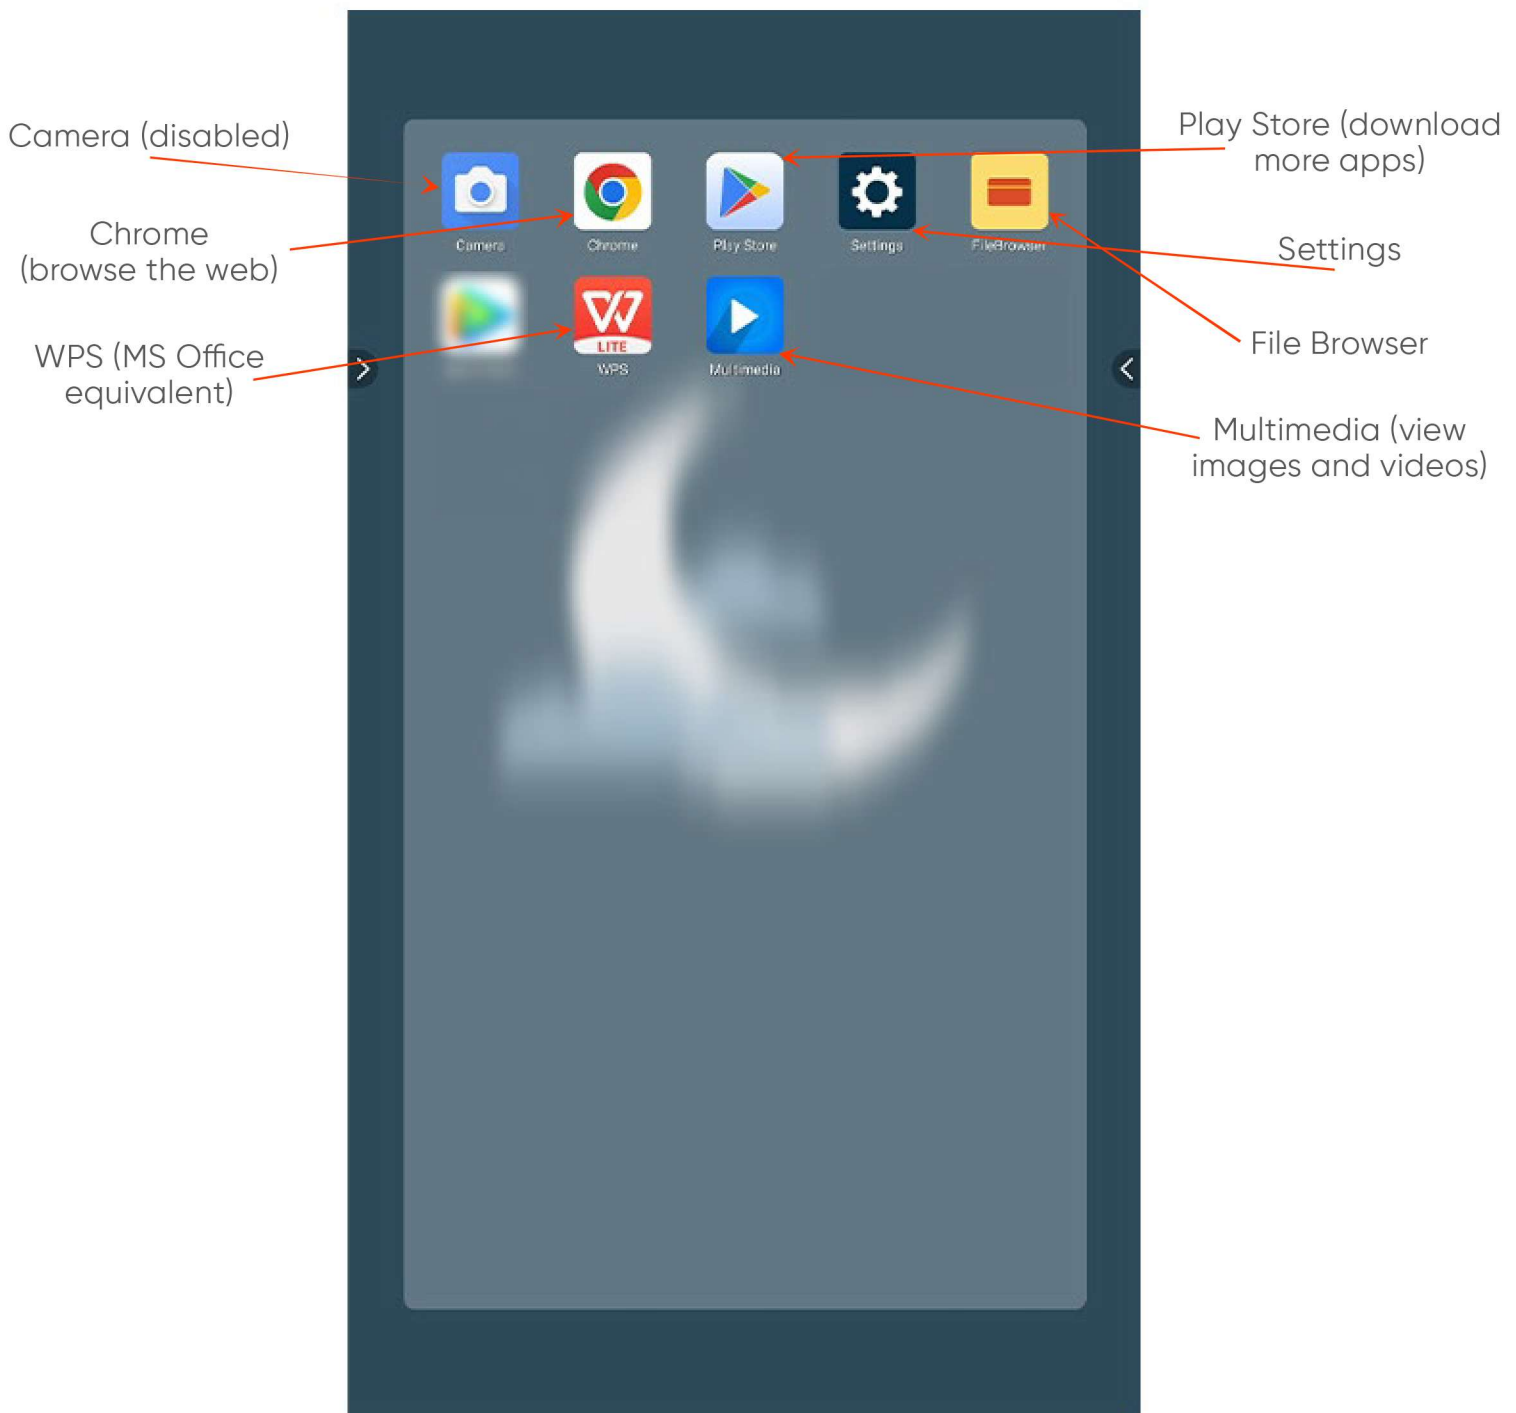 Camera (disabled)
Play Store (download
more apps)
Chrome
(browse the web)
Settings
WPS (MS Office
equivalent)
File Browser
Multimedia (view
images and videos)
Camera
Chrome
Play Store
Settings
FileBrowser
LITE
WPS
Multimedia